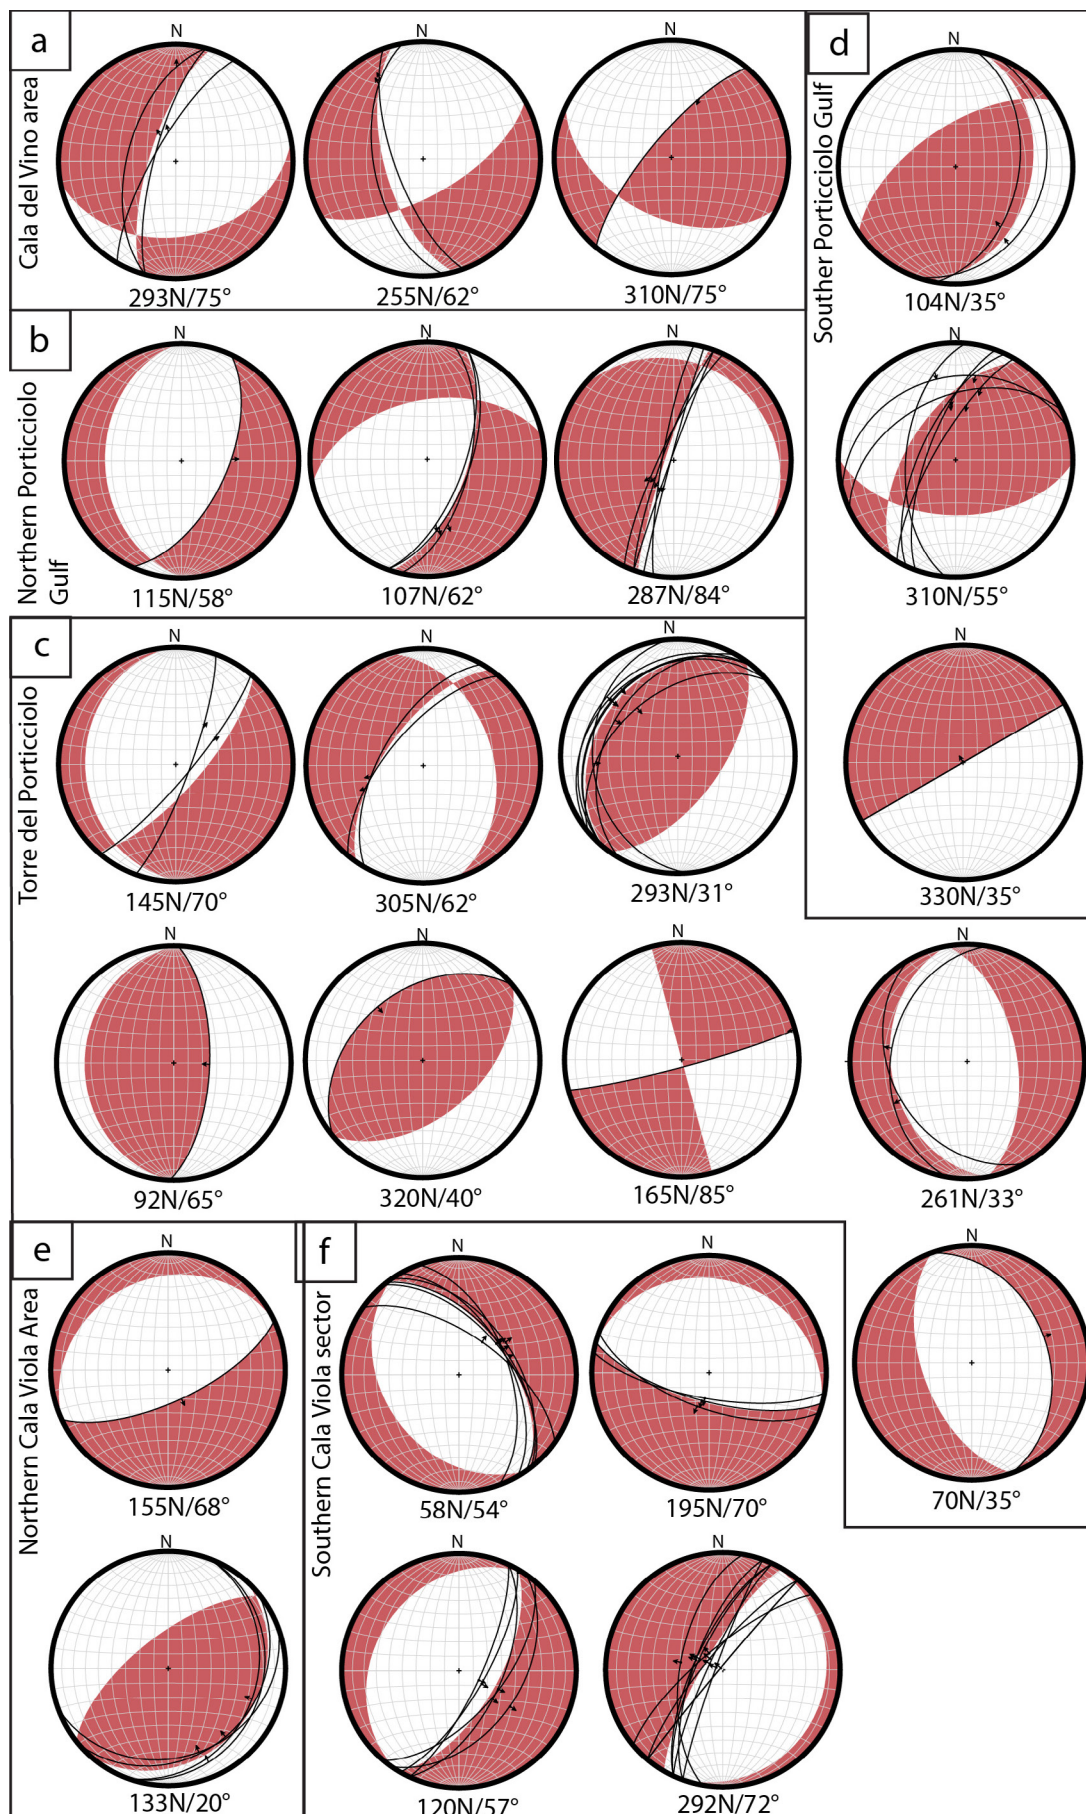 a
Cala del Vino area
N
N
N
293N/75°
255N/62°
310N/75°
b
Northern Porticciolo
Gulf
N
N
N
115N/58°
107N/62°
287N/84°
c
Torre del Porticciolo
N
N
N
145N/70°
305N/62°
293N/31°
N
N
N
N
92N/65°
320N/40°
165N/85°
261N/33°
N
70N/35°
d
Souther Porticciolo Gulf
N
104N/35°
N
310N/55°
N
330N/35°
e
Northern Cala Viola Area
N
155N/68°
N
133N/20°
f
Southern Cala Viola sector
N
N
58N/54°
195N/70°
N
N
120N/57°
292N/72°